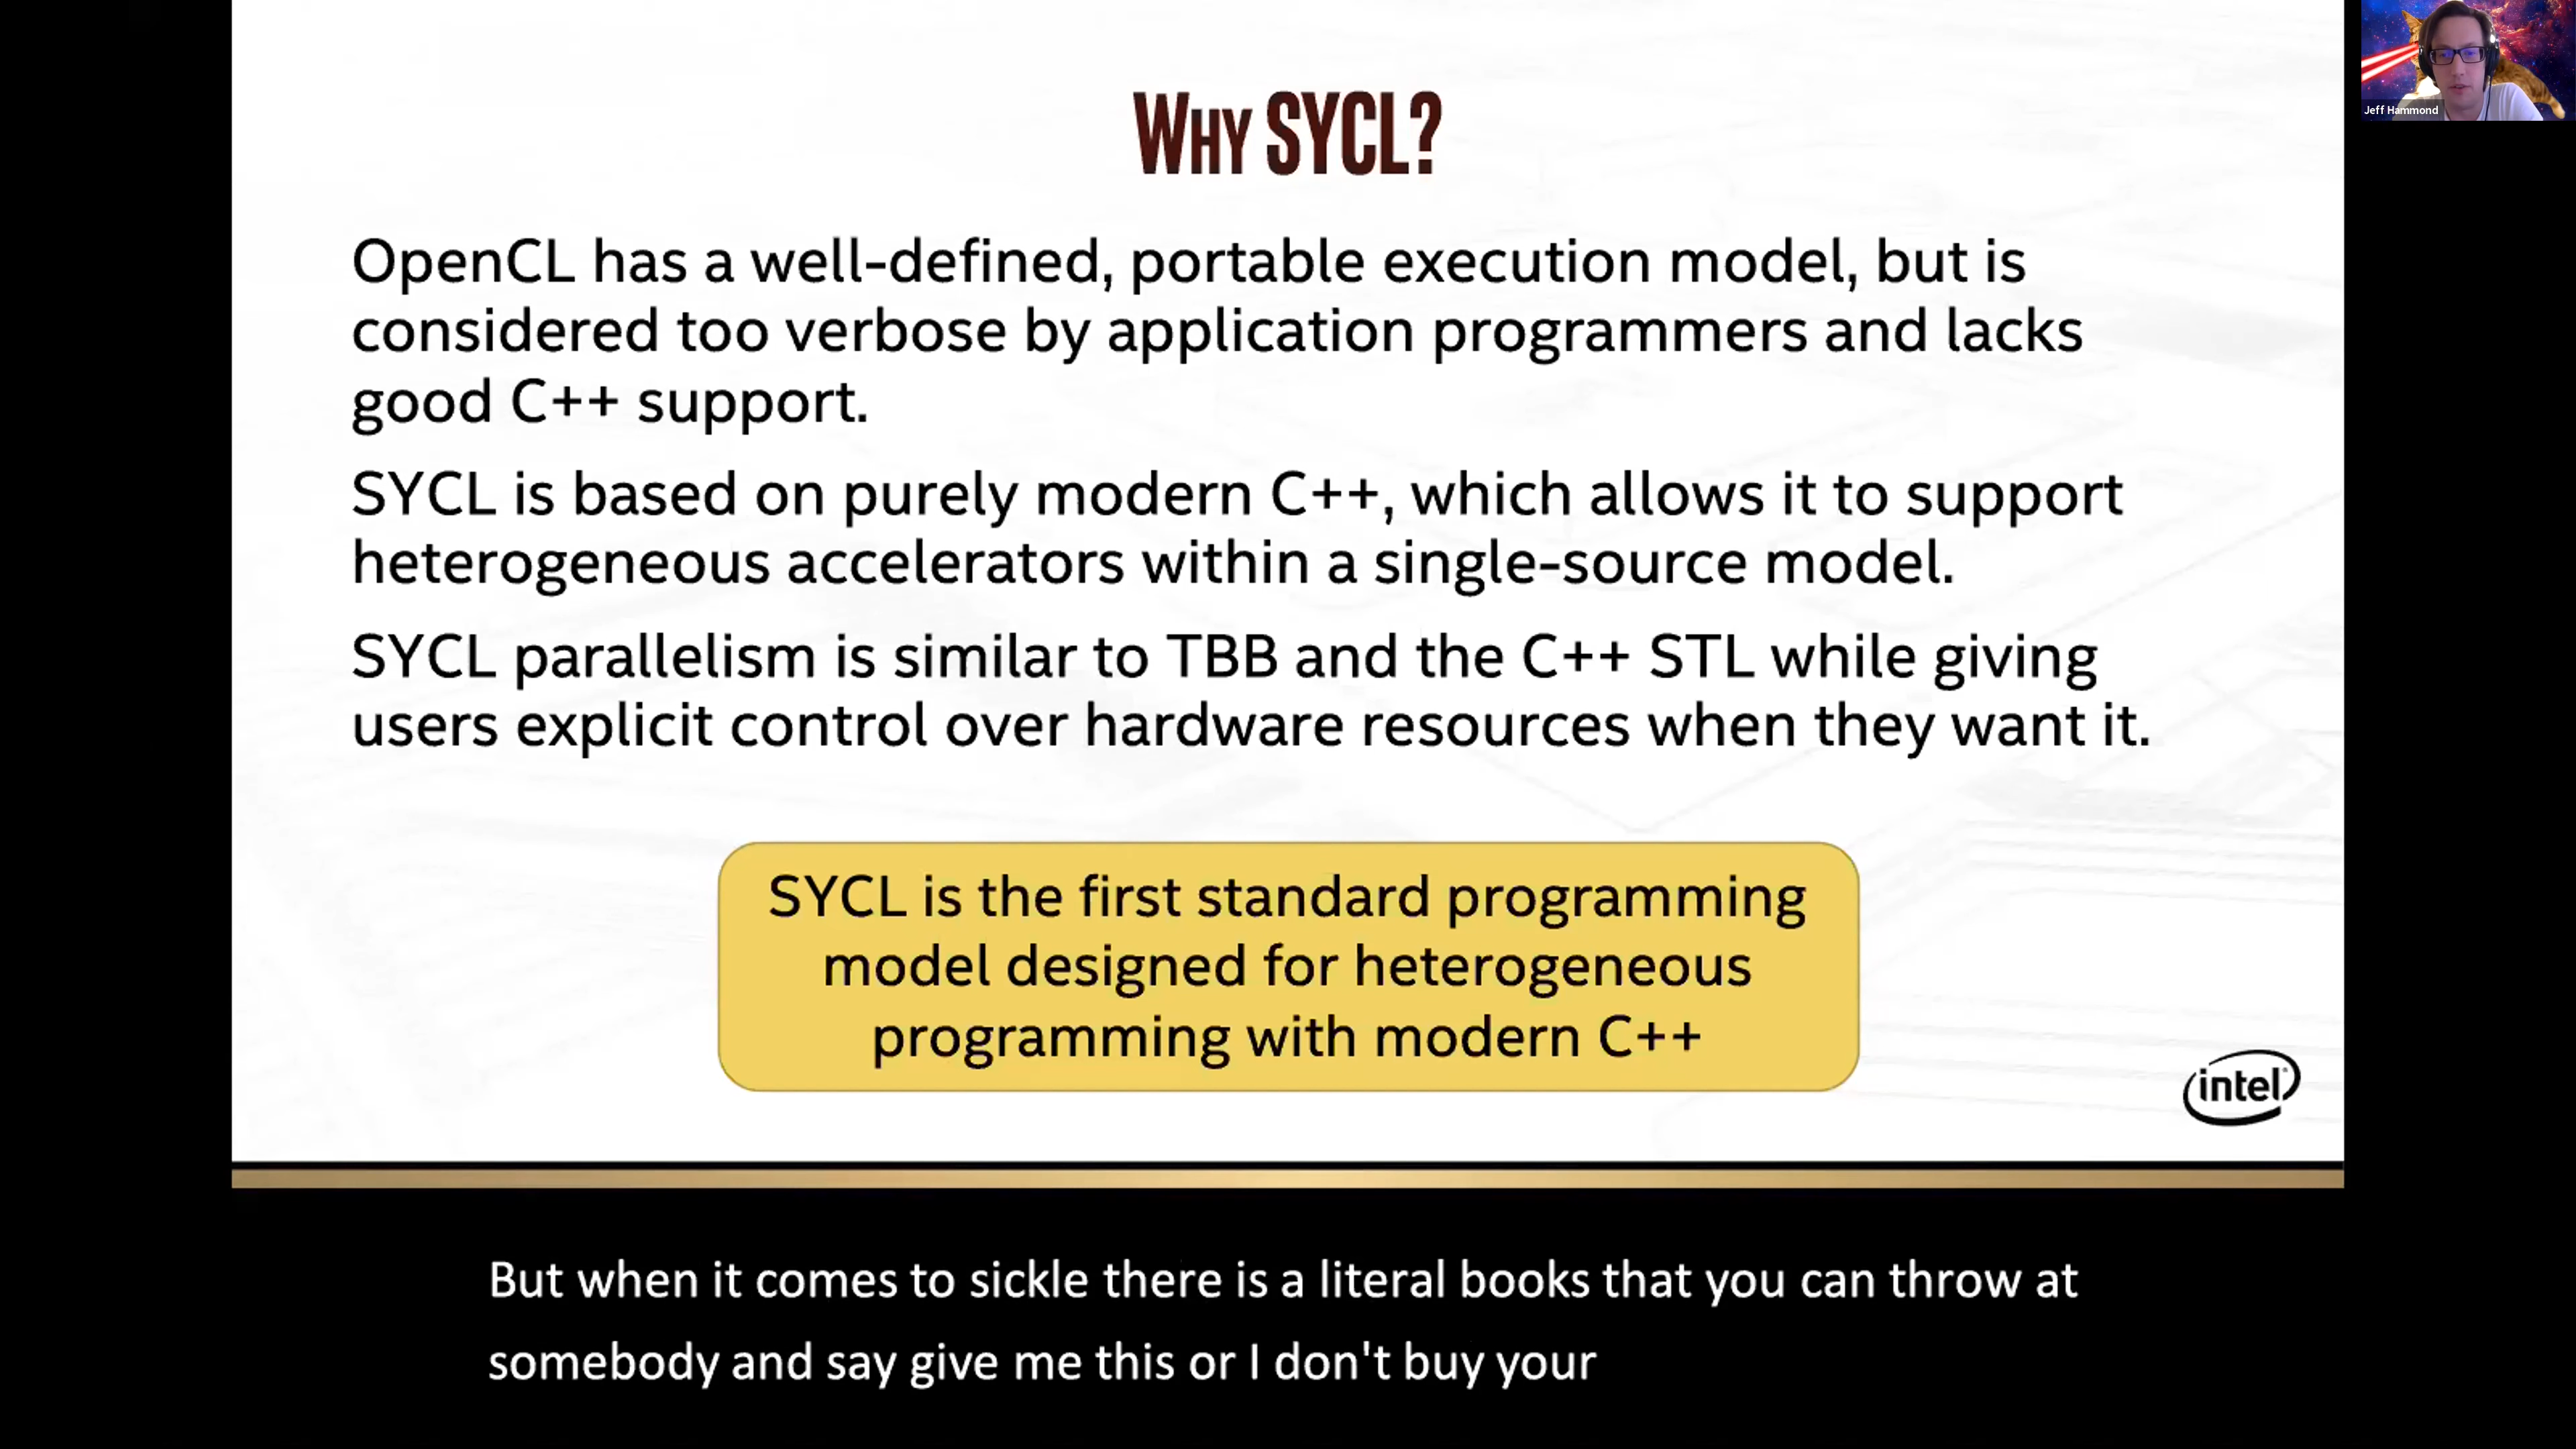 WHY SYCL?
Jeff Hammond
OpenCL has a well-defined, portable execution model, but is
considered too verbose by application programmers and lacks
good C++ support.
SYCL is based on purely modern C++, which allows it to support
heterogeneous accelerators within a single-source model.
SYCL parallelism is similar to TBB and the C++ STL while giving
users explicit control over hardware resources when they want it.
SYCL is the first standard programming
model designed for heterogeneous
programming with modern C++
intel
But when it comes to sickle there is a literal books that you can throw at
somebody and say give me this or I don't buy your